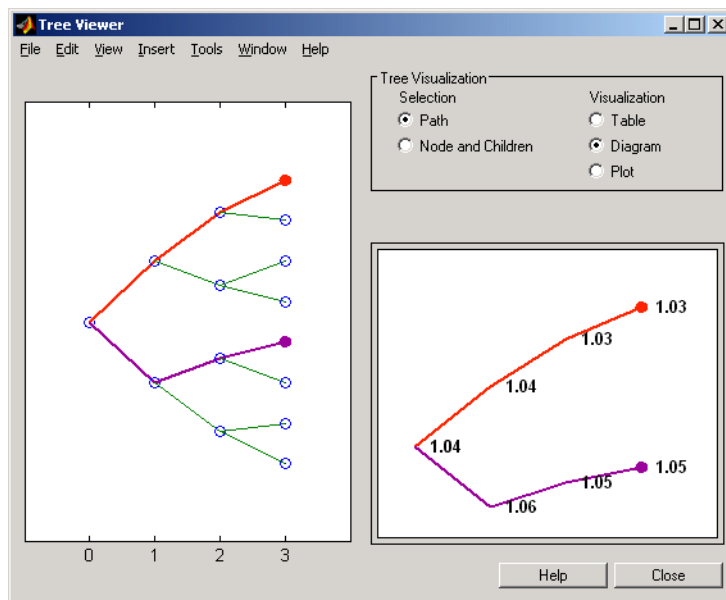 Tree Viewer
File Edit View Insert Tools Window Help
Tree Visualization
Selection
Path
Node and Children
Visualization
Table
Diagram
Plot
0 1 2 3
1.03
1.03
1.04
1.04
1.05
1.05
1.06
Help Close